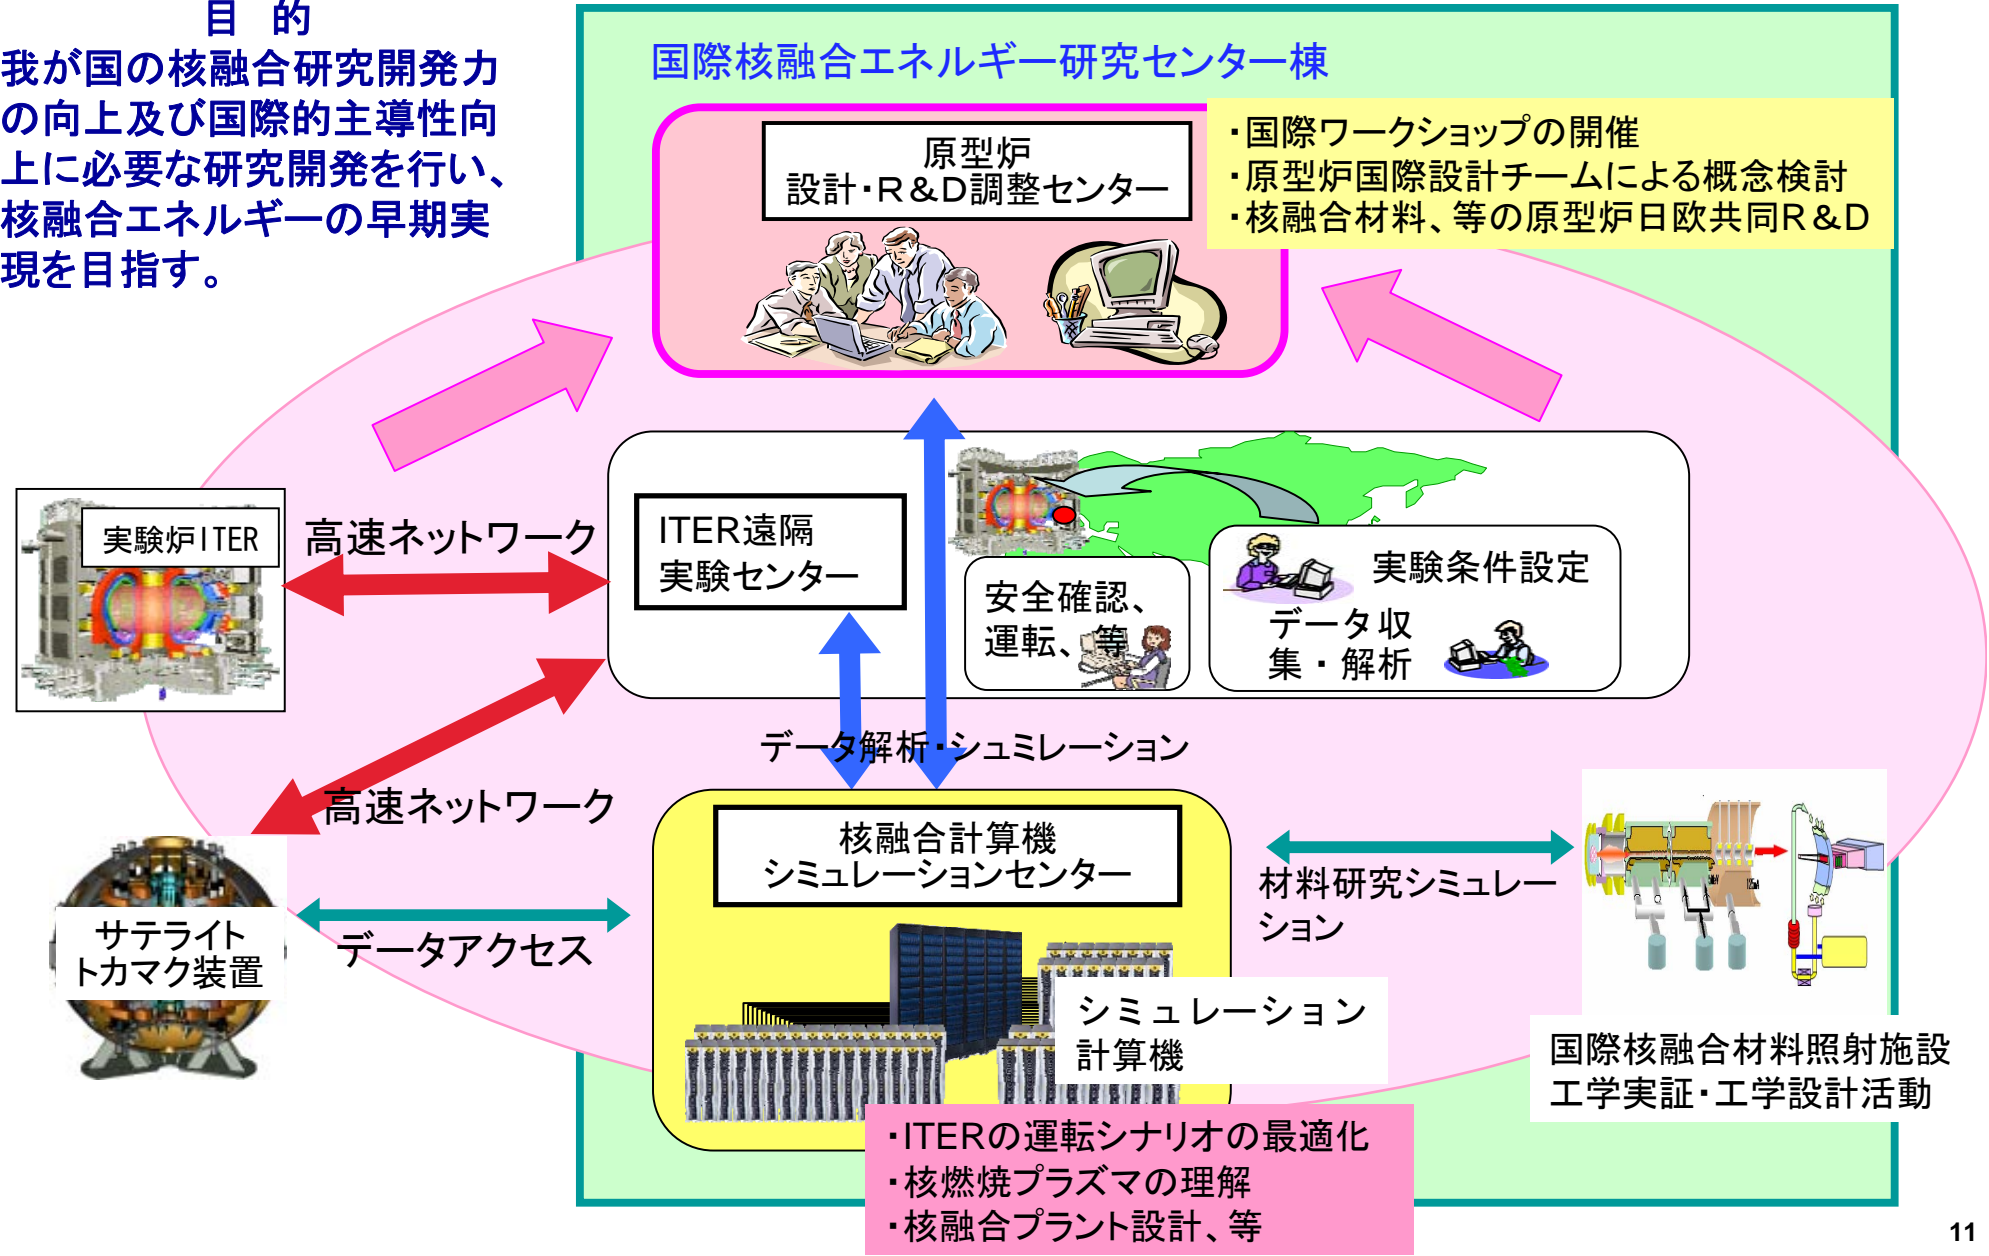 目 的
我が国の核融合研究開発力
の向上及び国際的主導性向
上に必要な研究開発を行い、
核融合エネルギーの早期実
現を目指す。
国際核融合エネルギー研究センター棟
原型炉
設計・R&D調整センター
・国際ワークショップの開催
・原型炉国際設計チームによる概念検討
・核融合材料、等の原型炉日欧共同R&D
実験炉ITER
高速ネットワーク
ITER遠隔
実験センター
安全確認、
運転、等
実験条件設定
データ収
集・解析
データ解析・シュミレーション
高速ネットワーク
核融合計算機
シミュレーションセンター
サテライト
トカマク装置
データアクセス
材料研究シミュレー
ション
シミュレーション
計算機
国際核融合材料照射施設
工学実証・工学設計活動
・ITERの運転シナリオの最適化
・核燃焼プラズマの理解
・核融合プラント設計、等
11